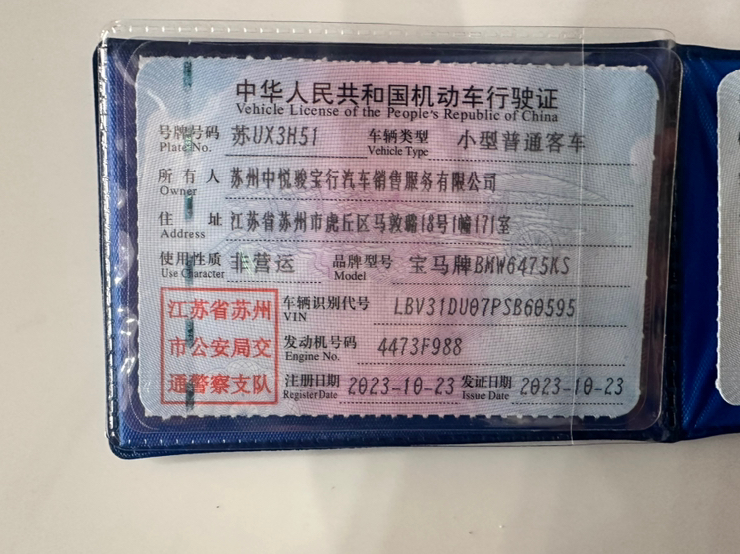 中华人民共和国机动车行驶证
Vehicle License of the People's Republic of China
号牌号码 苏UX3H51 车辆类型 小型普通客车
Plate No. Vehicle Type
所有人 苏州中悦骏宝行汽车销售服务有限公司
Owner
住址 江苏省苏州市虎丘区马敦路18号1幢171室
Address
使用性质 非营运 品牌型号 宝马牌BMW6475KS
Use Character Model
江苏省苏州
市公安局交
通警察支队
车辆识别代号 LBV31DU07PSB60595
VIN
发动机号码 4473F988
Engine No.
注册日期 2023-10-23 发证日期 2023-10-23
Register Date Issue Date